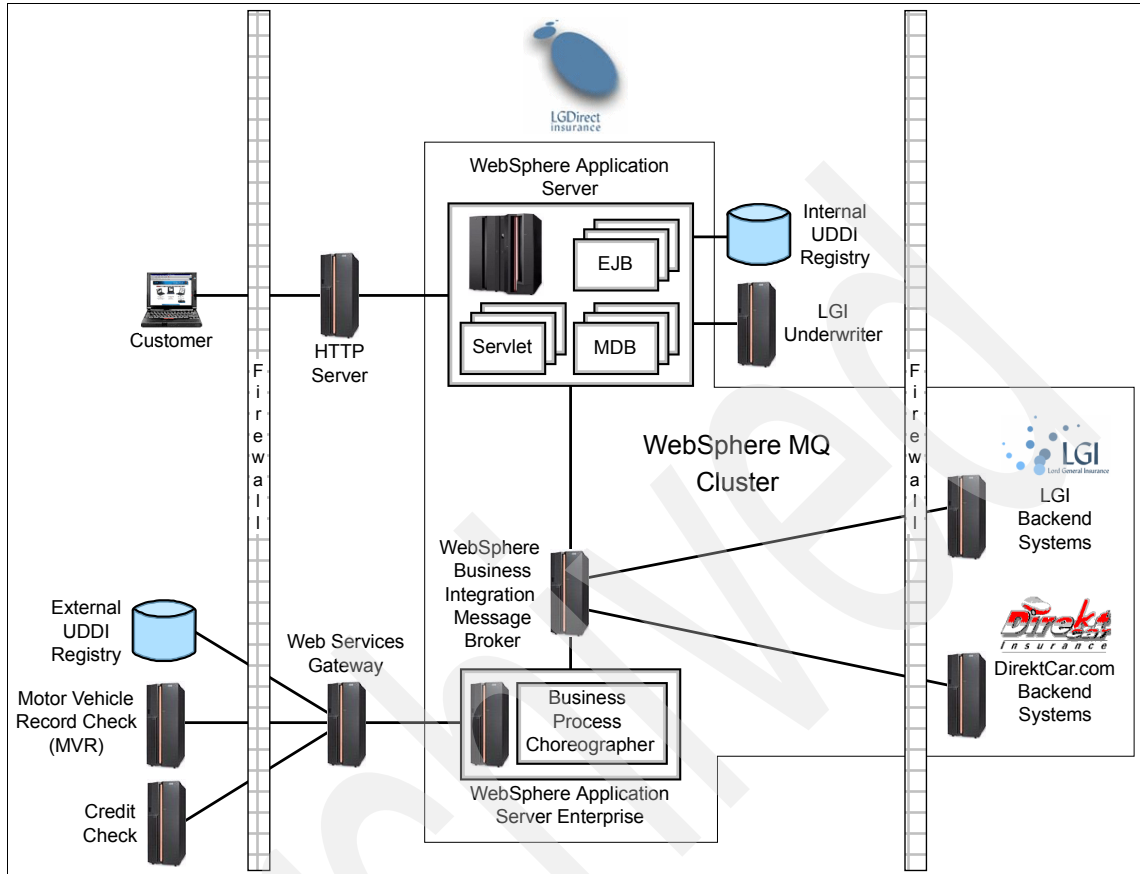 LGDirect
insurance
WebSphere Application
Server
EJB
Servlet
MDB
Internal
UDDI
Registry
LGI
Underwriter
Customer
HTTP
Server
F
i
r
e
w
a
l
l
F
i
r
e
w
a
l
l
WebSphere MQ
Cluster
LGI
Lord General Insurance
LGI
Backend
Systems
WebSphere
Business
Integration
Message
Broker
External
UDDI
Registry
Web Services
Gateway
Motor Vehicle
Record Check
(MVR)
Credit
Check
Business
Process
Choreographer
WebSphere Application
Server Enterprise
Direkt
car
Insurance
DirektCar.com
Backend
Systems